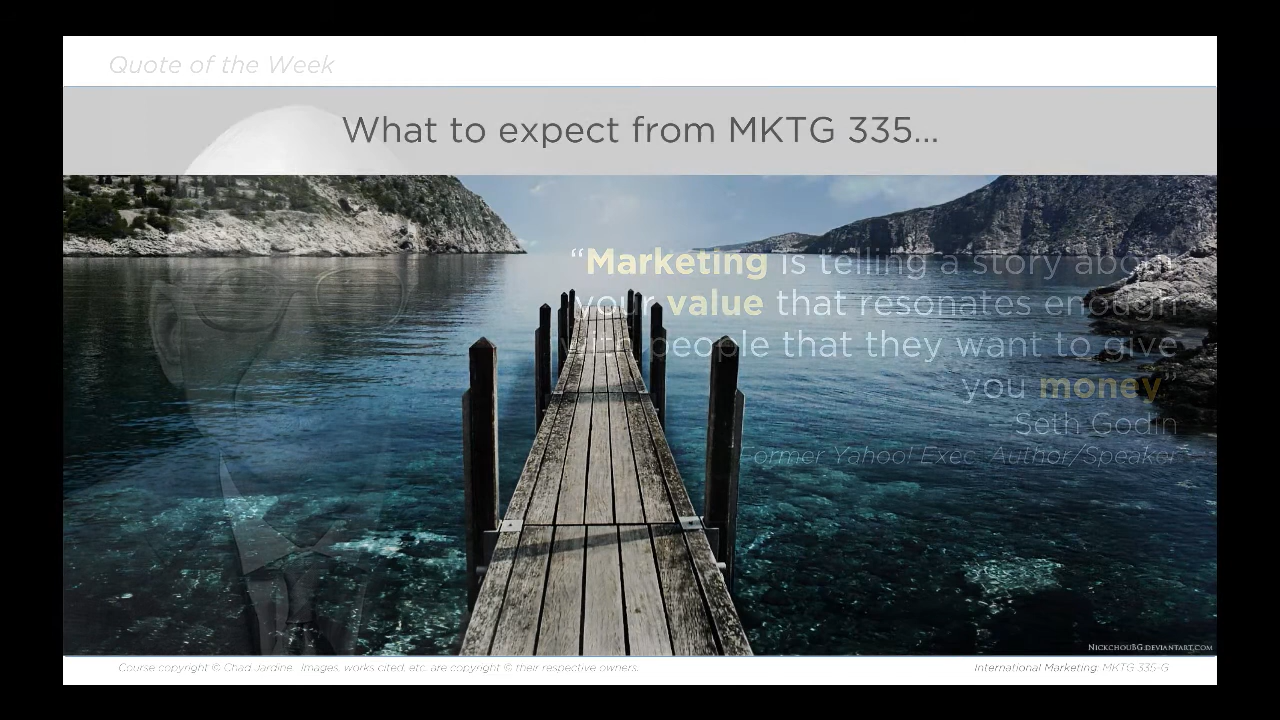 Quote of the Week
What to expect from MKTG 335...
“Marketing is telling a story about
your value that resonates enough
with people that they want to give
you money”
Seth Godin
Former Yahoo! Exec, Author/Speaker
NickchouBG.deviantart.com
Course copyright © Chad Jardine. Images, works cited, etc. are copyright © their respective owners.
International Marketing: MKTG 335-G